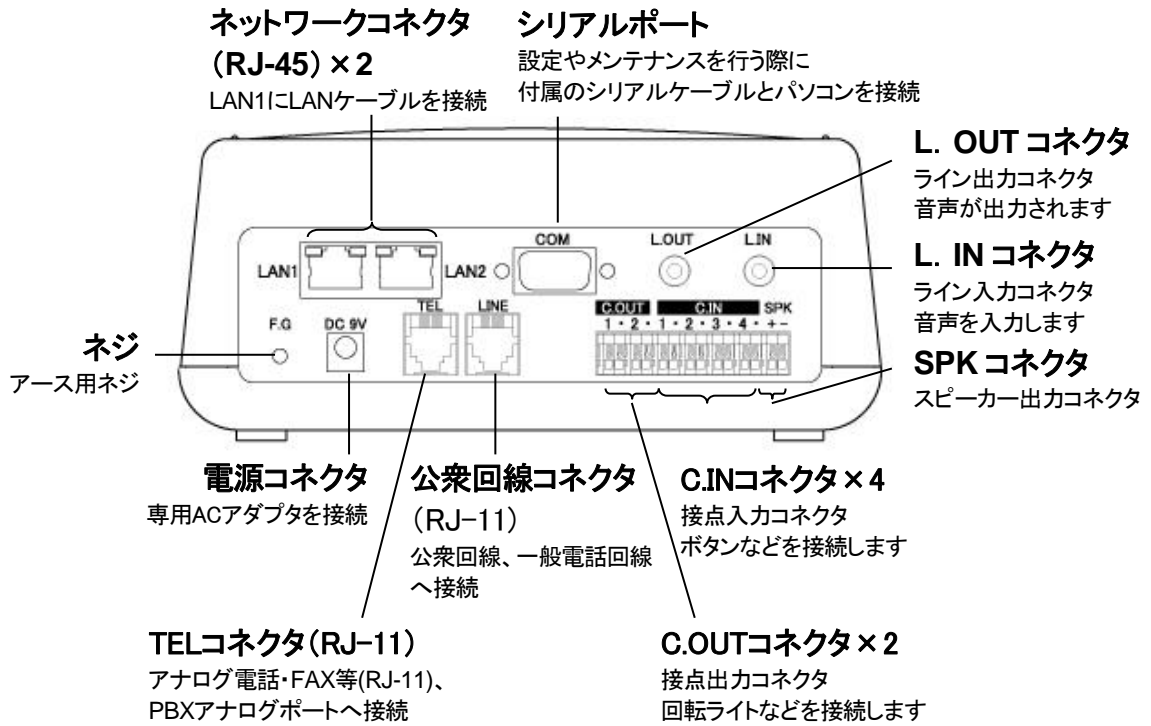 ネットワークコネクタ
（RJ-45）×2
LAN1にLANケーブルを接続
シリアルポート
設定やメンテナンスを行う際に
付属のシリアルケーブルとパソコンを接続
L. OUT コネクタ
ライン出力コネクタ
音声が出力されます
L. IN コネクタ
ライン入力コネクタ
音声を入力します
SPK コネクタ
スピーカー出力コネクタ
ネジ
アース用ネジ
LAN1
LAN2
COM
L.OUT
L.IN
F.G
DC 9V
TEL
LINE
C.OUT
C.IN
SPK
1・2・1・2・3・4・+-
電源コネクタ
専用ACアダプタを接続
公衆回線コネクタ
（RJ-11）
公衆回線、一般電話回線
へ接続
C.INコネクタ×4
接点入力コネクタ
ボタンなどを接続します
TELコネクタ（RJ-11）
アナログ電話・FAX等(RJ-11)、
PBXアナログポートへ接続
C.OUTコネクタ×2
接点出力コネクタ
回転ライトなどを接続します